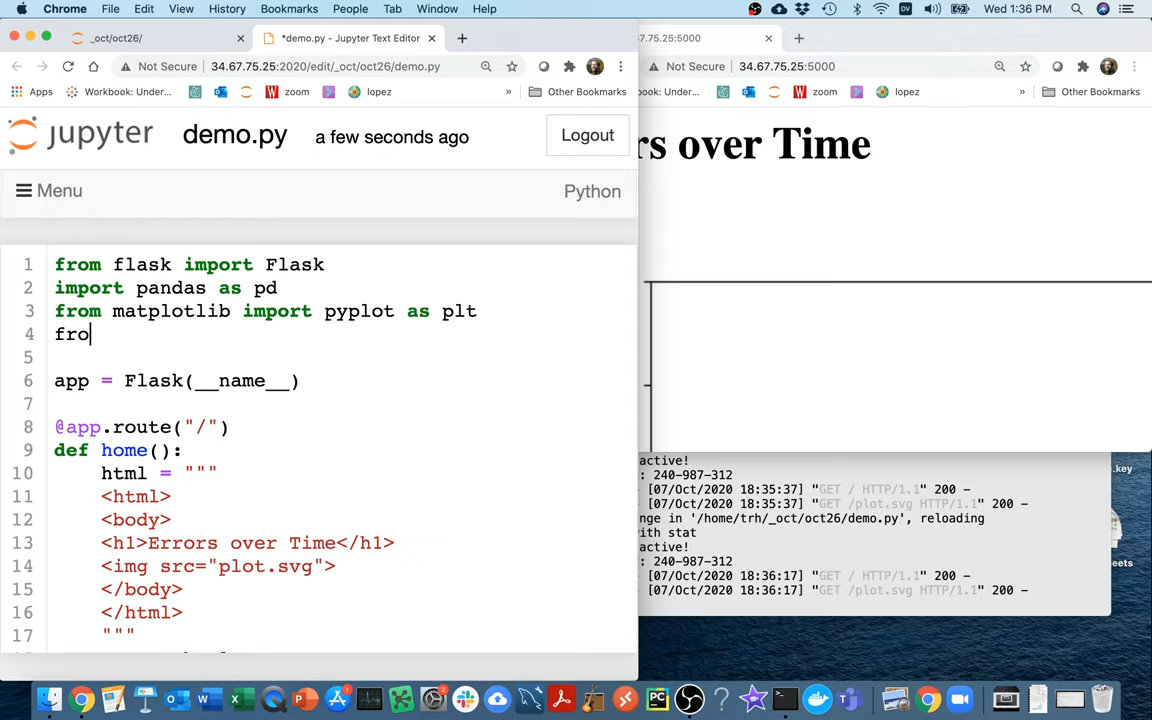 Chrome File Edit View History Bookmarks People Tab Window Help Wed 1:36 PM
_oct/oct26/
*demo.py - Jupyter Text Editor
67.75.25:5000
Not Secure
34.67.75.25:2020/edit/_oct/oct26/demo.py
Not Secure
34.67.75.25:5000
Apps Workbook: Under... zoom lopez » Other Bookmarks
book: Under... zoom lopez » Other Bookmarks
jupyter demo.py a few seconds ago Logout
rs over Time
Menu Python
1 from flask import Flask
2 import pandas as pd
3 from matplotlib import pyplot as plt
4 fro
5
6 app = Flask(__name__)
7
8 @app.route("/")
9 def home():
10 html = """
11 <html>
12 <body>
13 <h1>Errors over Time</h1>
14 <img src="plot.svg">
15 </body>
16 </html>
17 """
active!
: 240-987-312
- [07/Oct/2020 18:35:37] "GET / HTTP/1.1" 200 -
- [07/Oct/2020 18:35:37] "GET /plot.svg HTTP/1.1" 200 -
nge in '/home/trh/_oct/oct26/demo.py', reloading
ith stat
active!
: 240-987-312
- [07/Oct/2020 18:36:17] "GET / HTTP/1.1" 200 -
- [07/Oct/2020 18:36:17] "GET /plot.svg HTTP/1.1" 200 -
.key
eets